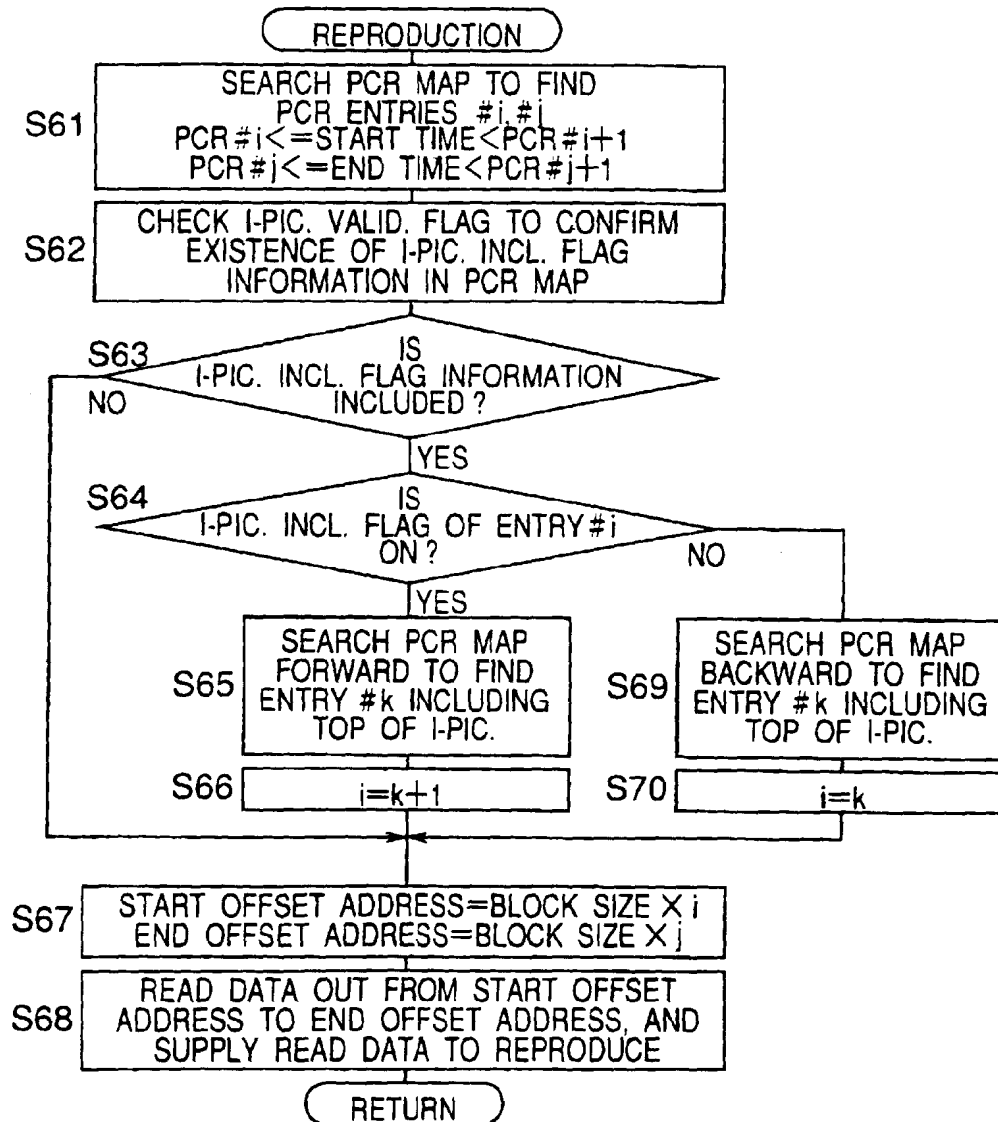 REPRODUCTION
S61
SEARCH PCR MAP TO FIND
PCR ENTRIES #i, #j
PCR#i<=START TIME<PCR#i+1
PCR#j<=END TIME<PCR#j+1
S62
CHECK I-PIC. VALID. FLAG TO CONFIRM
EXISTENCE OF I-PIC. INCL. FLAG
INFORMATION IN PCR MAP
S63
IS
I-PIC. INCL. FLAG INFORMATION
INCLUDED?
NO
YES
S64
IS
I-PIC. INCL. FLAG OF ENTRY #i
ON?
NO
YES
S65
SEARCH PCR MAP
FORWARD TO FIND
ENTRY #k INCLUDING
TOP OF I-PIC.
S69
SEARCH PCR MAP
BACKWARD TO FIND
ENTRY #k INCLUDING
TOP OF I-PIC.
S66
i=k+1
S70
i=k
S67
START OFFSET ADDRESS=BLOCK SIZE × i
END OFFSET ADDRESS=BLOCK SIZE × j
S68
READ DATA OUT FROM START OFFSET
ADDRESS TO END OFFSET ADDRESS, AND
SUPPLY READ DATA TO REPRODUCE
RETURN